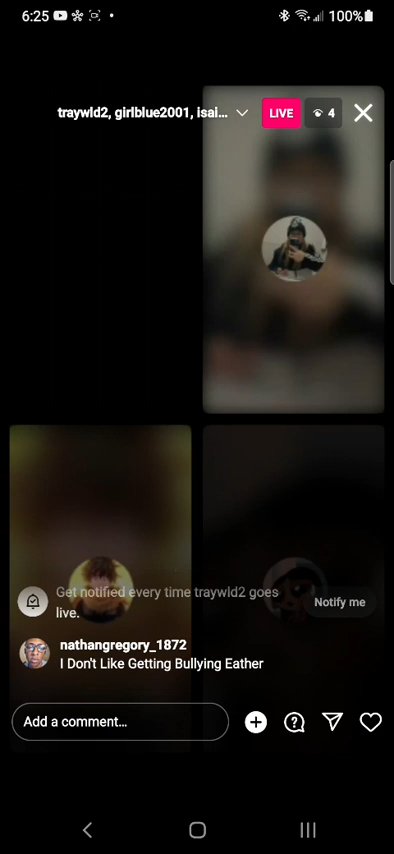 6:25
100%
traywld2, girlblue2001, isai...
LIVE
4
Get notified every time traywld2 goes
live.
Notify me
nathangregory_1872
I Don't Like Getting Bullying Eather
Add a comment...